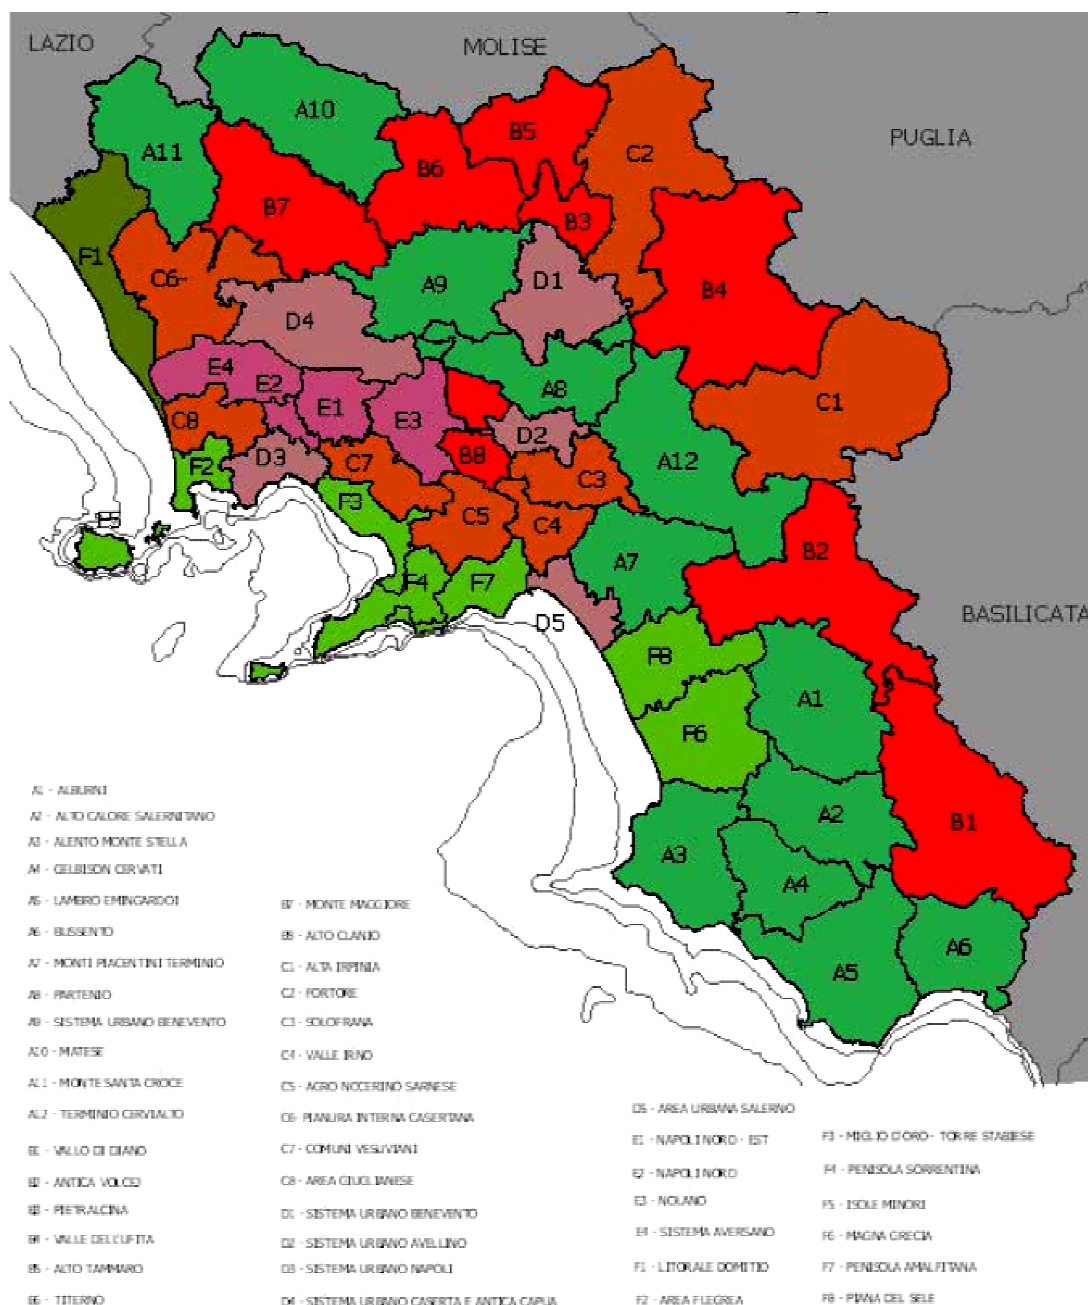 LAZIO
MOLISE
PUGLIA
BASILICATA
A10
A11
B5
B6
C2
B7
B3
F1
C6-
A9
D1
B4
D4
E4
E2
A8
E1
E3
C1
C8
D2
F2
D3
C7
B8
C3
A12
F3
C5
C4
B2
F4
F7
A7
D5
F8
A1
F6
A2
B1
A3
A4
A5
A6
A1 - ALBURNI
A2 - ALTO CALORE SALERNITANO
A3 - ALENTO MONTE STELLA
A4 - GELBISON CERVATI
A5 - LAMBRO E MINGARDO
A6 - BUSSENTO
A7 - MONTI PIACENTINI TERMINIO
A8 - PARTENIO
A9 - SISTEMA URBANO BENEVENTO
A10 - MATESE
A11 - MONTE SANTA CROCE
A12 - TERMINIO CERVIALTO
B1 - VALLO DI DIANO
B2 - ANTICA VOLCEJ
B3 - PIETRALCINA
B4 - VALLE DELL'UFITA
B5 - ALTO TAMMARO
B6 - TITERNO
B7 - MONTE MAGGIORE
B8 - ALTO CLANIO
C1 - ALTA IRPINIA
C2 - FORTORE
C3 - SOLOFRANA
C4 - VALLE IRNO
C5 - AGRO NOCERINO SARNESE
C6- PIANURA INTERNA CASERTANA
C7 - COMUNI VESUVIANI
C8 - AREA GIUGLIANESE
D1 - SISTEMA URBANO BENEVENTO
D2 - SISTEMA URBANO AVELLINO
D3 - SISTEMA URBANO NAPOLI
D4 - SISTEMA URBANO CASERTA E ANTICA CAPUA
D5 - AREA URBANA SALERNO
E1 - NAPOLI NORD - EST
E2 - NAPOLI NORD
E3 - NOLANO
E4 - SISTEMA AVERSANO
F1 - LITORALE DOMITIO
F2 - AREA FLEGREA
F3 - MIGLIO D'ORO - TORRE STABIESE
F4 - PENISOLA SORRENTINA
F5 - ISOLE MINORI
F6 - MAGNA GRECIA
F7 - PENISOLA AMALFITANA
F8 - PIANA DEL SELE